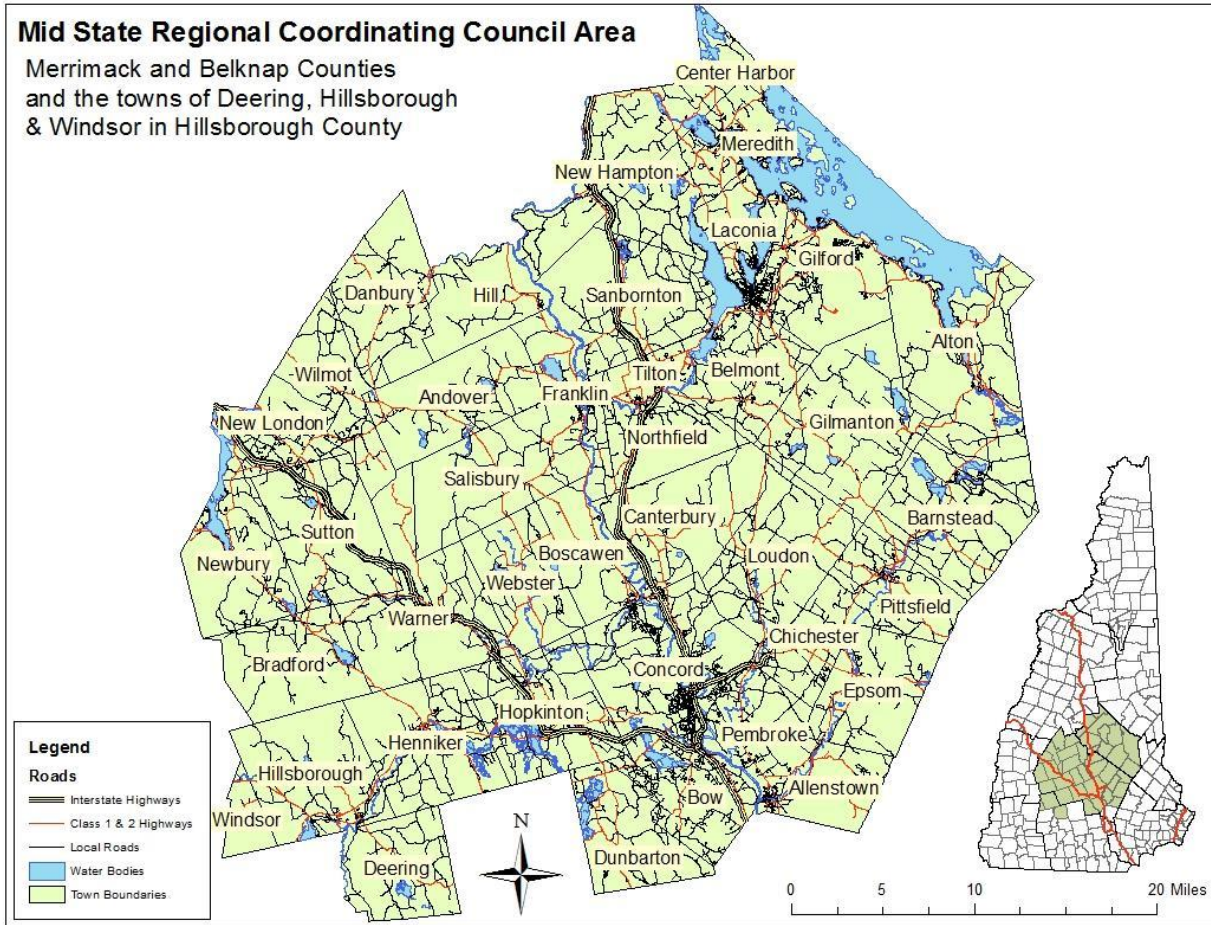 Mid State Regional Coordinating Council Area
Merrimack and Belknap Counties
and the towns of Deering, Hillsborough
& Windsor in Hillsborough County
Center Harbor
Meredith
New Hampton
Laconia
Gilford
Danbury
Hill
Sanbornton
Alton
Wilmot
Tilton
Belmont
Andover
Franklin
New London
Gilmanton
Northfield
Salisbury
Canterbury
Barnstead
Sutton
Boscawen
Loudon
Newbury
Webster
Pittsfield
Warner
Chichester
Bradford
Concord
Epsom
Hopkinton
Henniker
Pembroke
Hillsborough
Allenstown
Bow
Windsor
Dunbarton
Deering
N
Legend
Roads
Interstate Highways
Class 1 & 2 Highways
Local Roads
Water Bodies
Town Boundaries
0 5 10 20 Miles